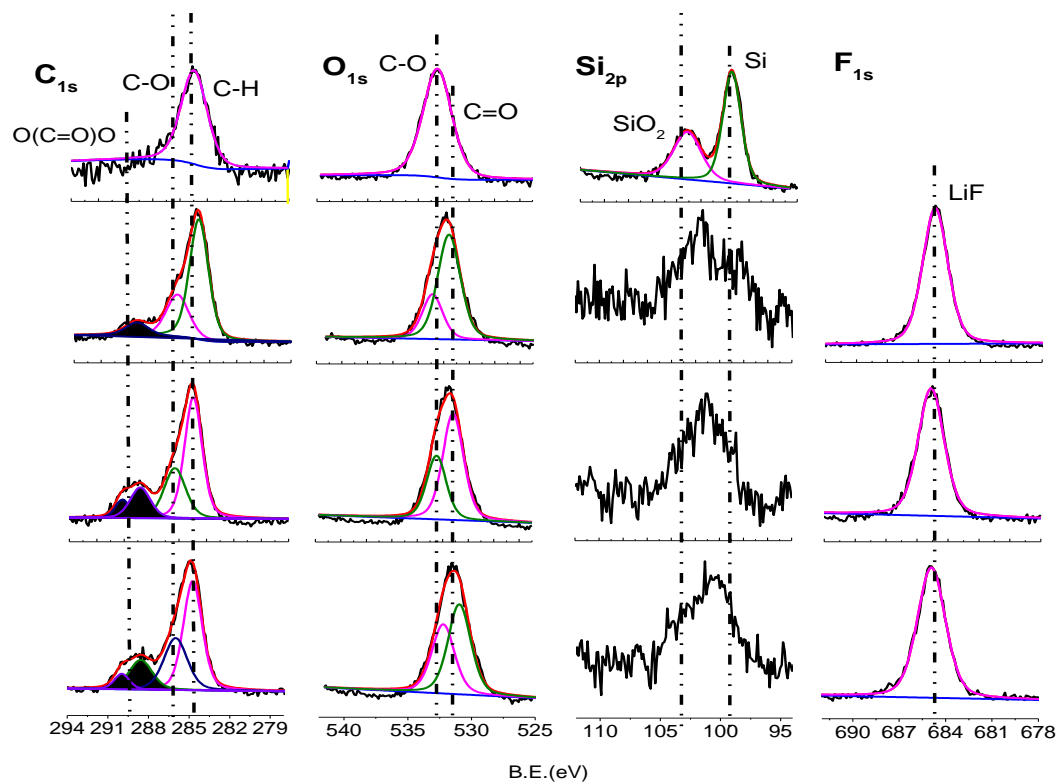 C1s
O(C=O)O
C-O
C-H
O1s
C-O
C=O
Si2p
SiO2
Si
F1s
LiF
294 291 288 285 282 279
540 535 530 525
110 105 100 95
690 687 684 681 678
B.E.(eV)